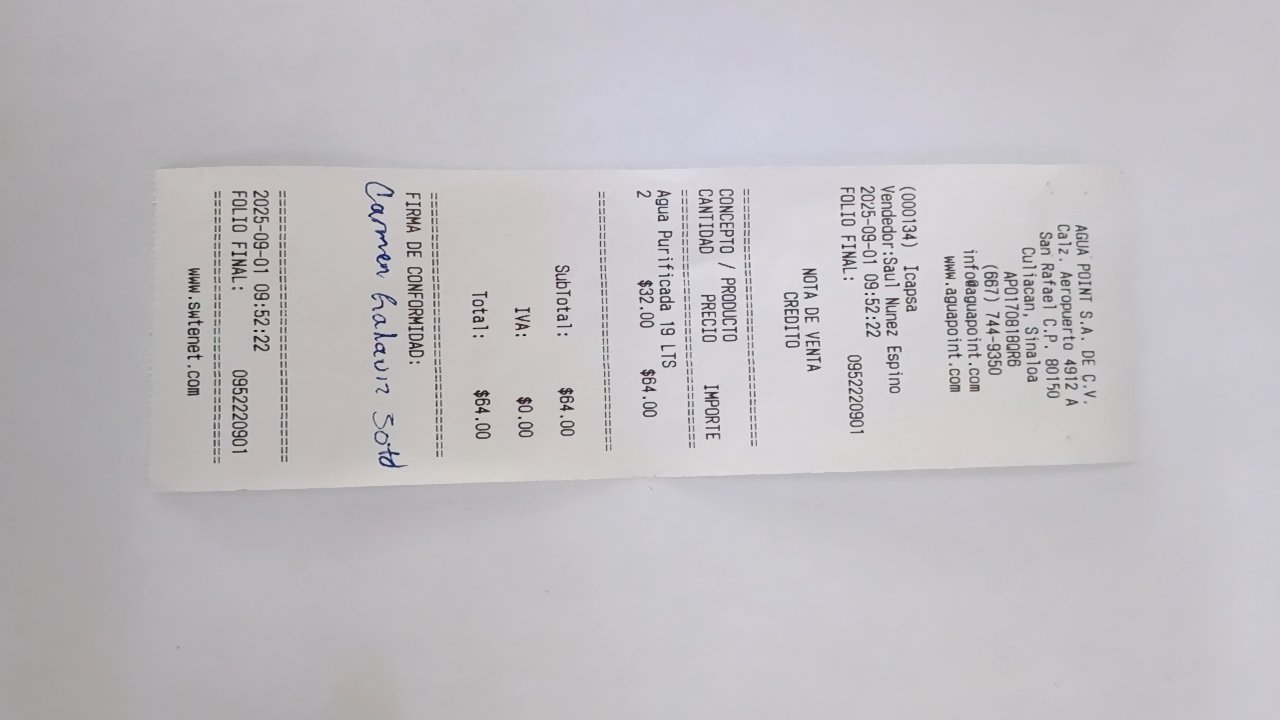 AGUA POINT S.A. DE C.V.
Calz. Aeropuerto 4912 A
San Rafael C.P. 80150
Culiacan, Sinaloa
APO170818QR6
(667) 744-9350
info@aguapoint.com
www.aguapoint.com
(000134) Icapsa
Vendedor:Saul Nunez Espino
2025-09-01 09:52:22
FOLIO FINAL: 0952220901
NOTA DE VENTA
CREDITO
================================
CONCEPTO / PRODUCTO
CANTIDAD PRECIO IMPORTE
================================
Agua Purificada 19 LTS
2 $32.00 $64.00
================================
SubTotal: $64.00
IVA: $0.00
Total: $64.00
================================
FIRMA DE CONFORMIDAD:
Carmen
================================
2025-09-01 09:52:22
FOLIO FINAL: 0952220901
================================
www.swtenet.com